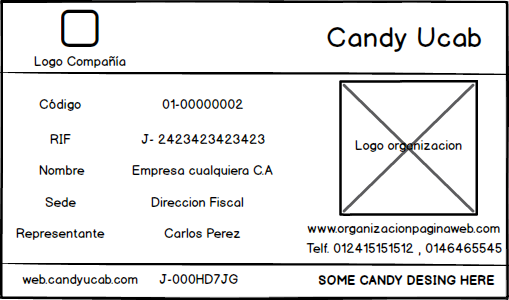 Candy Ucab
Logo Compañía
Código 01-00000002
RIF J- 2423423423423
Nombre Empresa cualquiera C.A
Sede Direccion Fiscal
Representante Carlos Perez
Logo organizacion
www.organizacionpaginaweb.com
Telf. 012415151512 , 0146465545
web.candyucab.com J-000HD7JG SOME CANDY DESING HERE